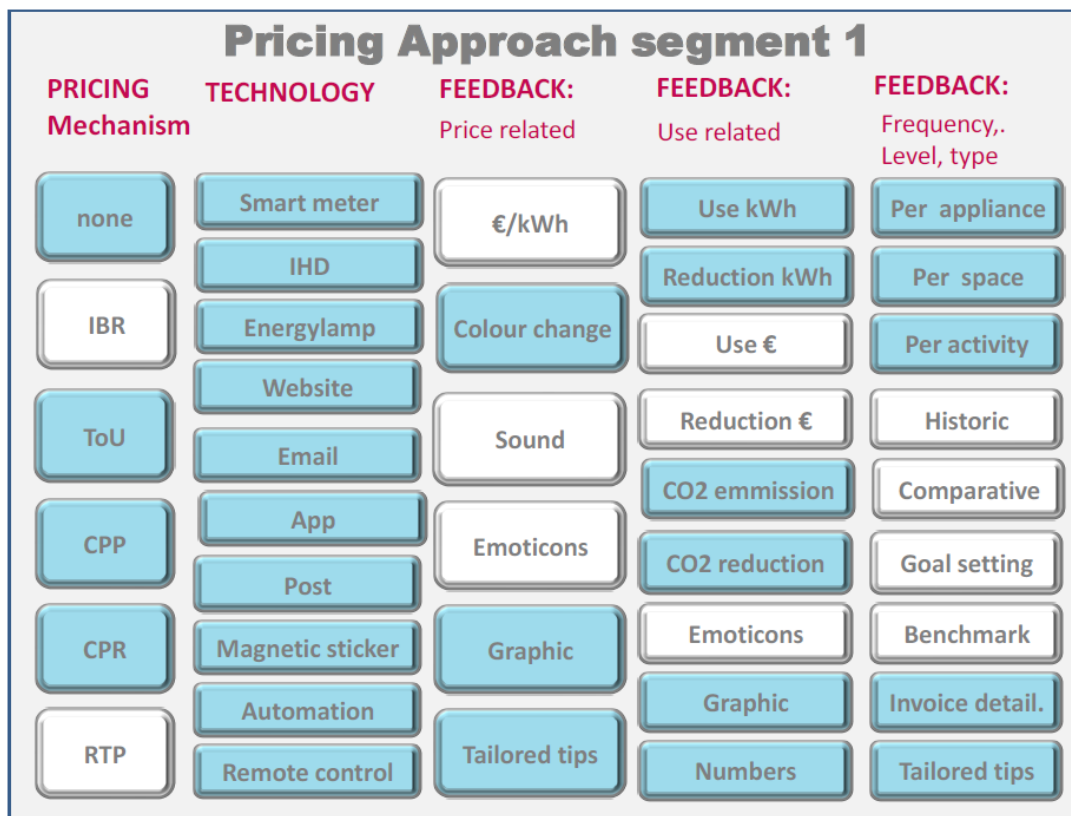 Pricing Approach segment 1
PRICING
Mechanism
none
IBR
ToU
CPP
CPR
RTP
TECHNOLOGY
Smart meter
IHD
Energylamp
Website
Email
App
Post
Magnetic sticker
Automation
Remote control
FEEDBACK:
Price related
€/kWh
Colour change
Sound
Emoticons
Graphic
Tailored tips
FEEDBACK:
Use related
Use kWh
Reduction kWh
Use €
Reduction €
CO2 emmission
CO2 reduction
Emoticons
Graphic
Numbers
FEEDBACK:
Frequency,.
Level, type
Per appliance
Per space
Per activity
Historic
Comparative
Goal setting
Benchmark
Invoice detail.
Tailored tips